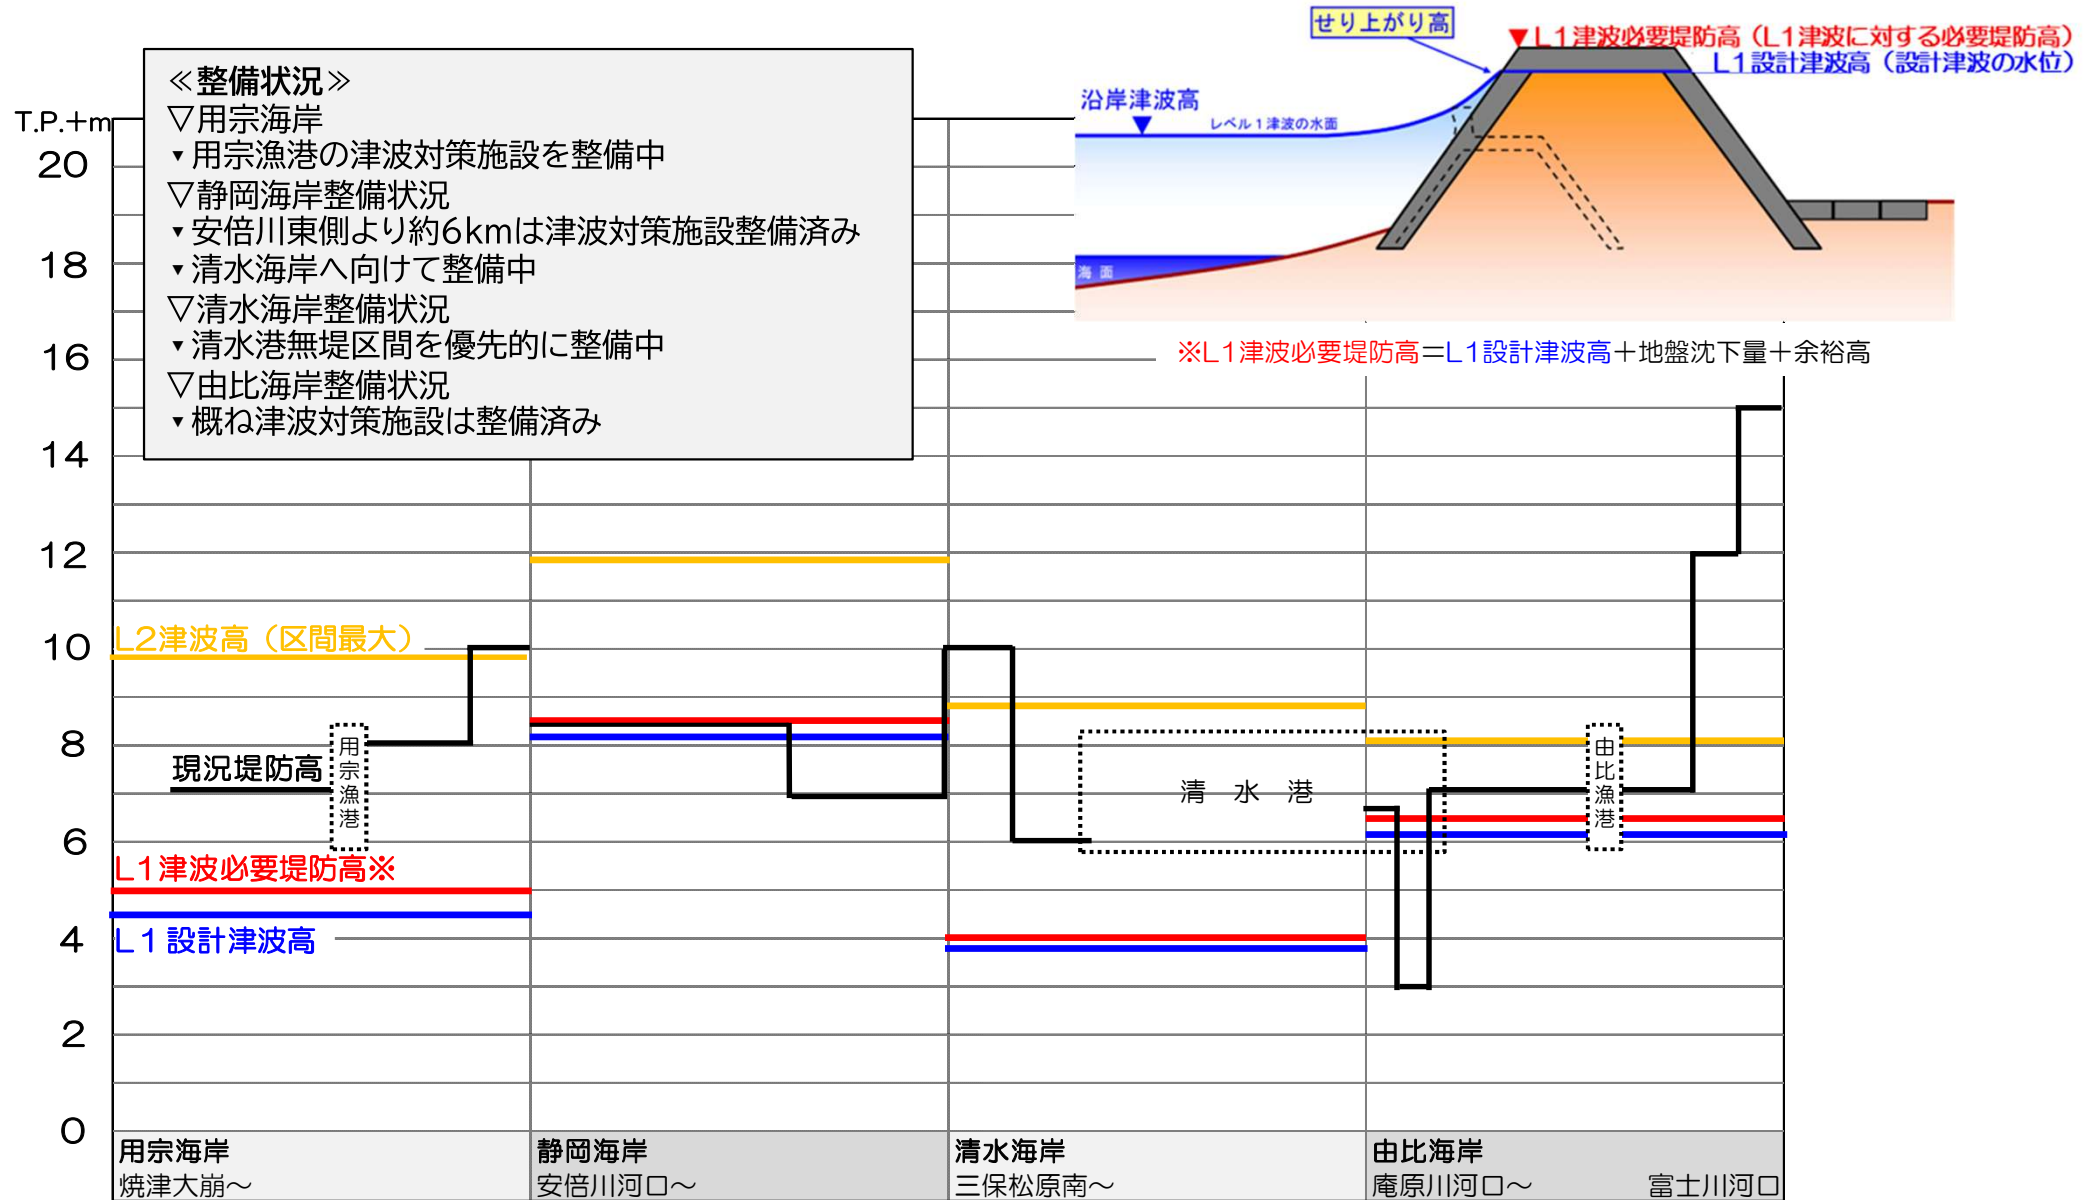 ≪整備状況≫
▽用宗海岸
▾用宗漁港の津波対策施設を整備中
▽静岡海岸整備状況
▾安倍川東側より約6kmは津波対策施設整備済み
▾清水海岸へ向けて整備中
▽清水海岸整備状況
▾清水港無堤区間を優先的に整備中
▽由比海岸整備状況
▾概ね津波対策施設は整備済み
せり上がり高
▼L1津波必要堤防高（L1津波に対する必要堤防高）
L1設計津波高（設計津波の水位）
沿岸津波高
レベル1津波の水面
海面
※L1津波必要堤防高＝L1設計津波高＋地盤沈下量＋余裕高
T.P.+m
20
18
16
14
12
10
8
6
4
2
0
L2津波高（区間最大）
現況堤防高
用宗漁港
L1津波必要堤防高※
L1設計津波高
清水港
由比漁港
用宗海岸
焼津大崩～
静岡海岸
安倍川河口～
清水海岸
三保松原南～
由比海岸
庵原川河口～
富士川河口